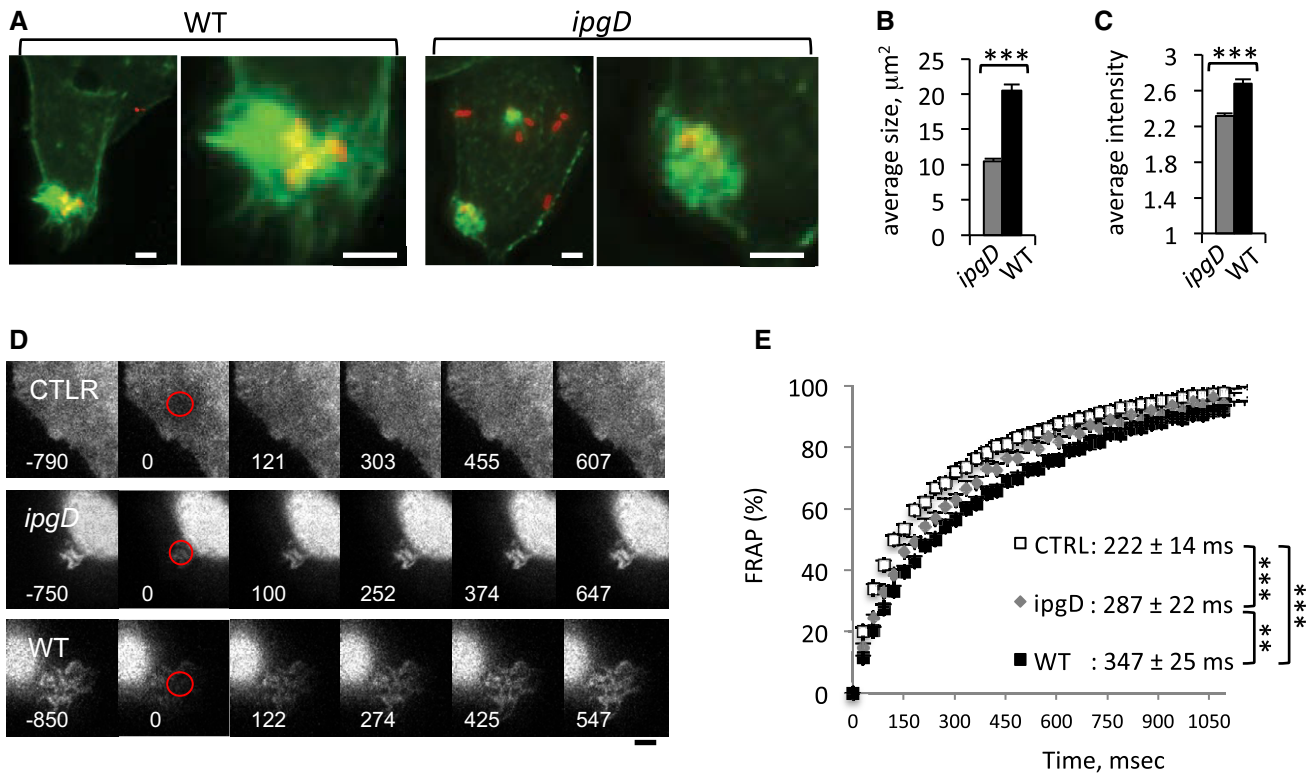 A
WT
ipgD
B
***
average size, μm²
25
20
15
10
5
0
ipgD
WT
C
***
average intensity
3
2.6
2.2
1.8
1.4
1
ipgD
WT
D
CTLR
-790
0
121
303
455
607
ipgD
-750
0
100
252
374
647
WT
-850
0
122
274
425
547
E
FRAP (%)
100
80
60
40
20
0
CTRL: 222 ± 14 ms
ipgD : 287 ± 22 ms
WT : 347 ± 25 ms
***
**
***
0 150 300 450 600 750 900 1050
Time, msec